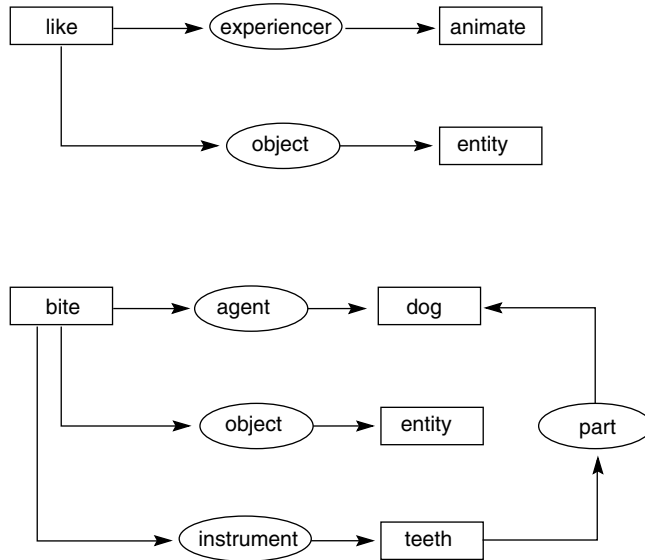 like
experiencer
animate
object
entity
bite
agent
dog
object
entity
part
instrument
teeth